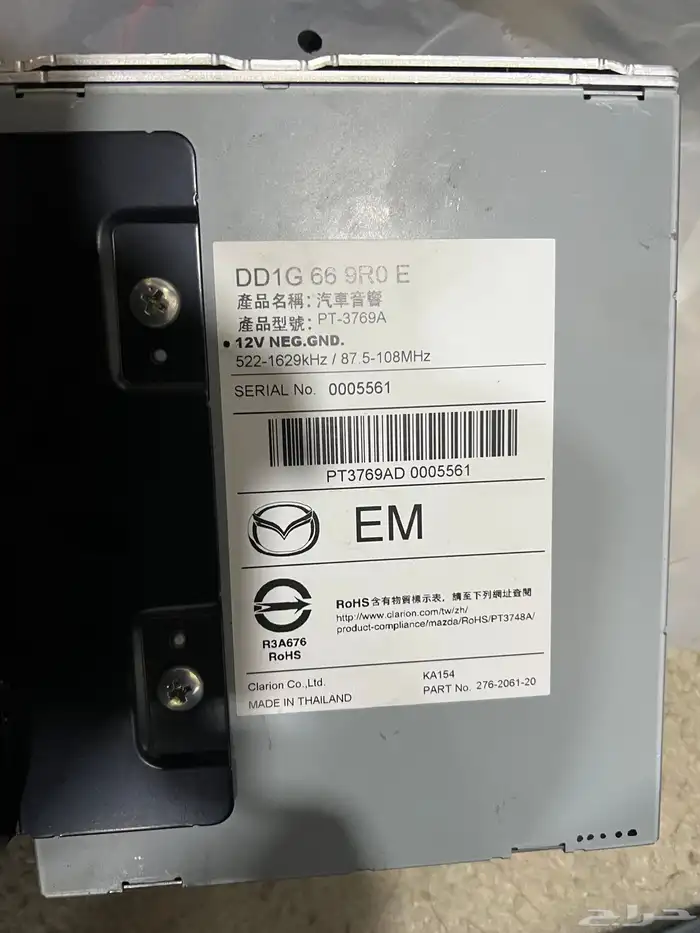 DD1G 66 9R0 E
產品名稱: 汽車音響
產品型號: PT-3769A
12V NEG.GND.
522-1629kHz / 87.5-108MHz
SERIAL No. 0005561
PT3769AD 0005561
EM
RoHS含有物質標示表, 請至下列網址查閱
http://www.clarion.com/tw/zh/
product-compliance/mazda/RoHS/PT3748A/
R3A676
RoHS
Clarion Co.,Ltd.
MADE IN THAILAND
KA154
PART No. 276-2061-20
حراج